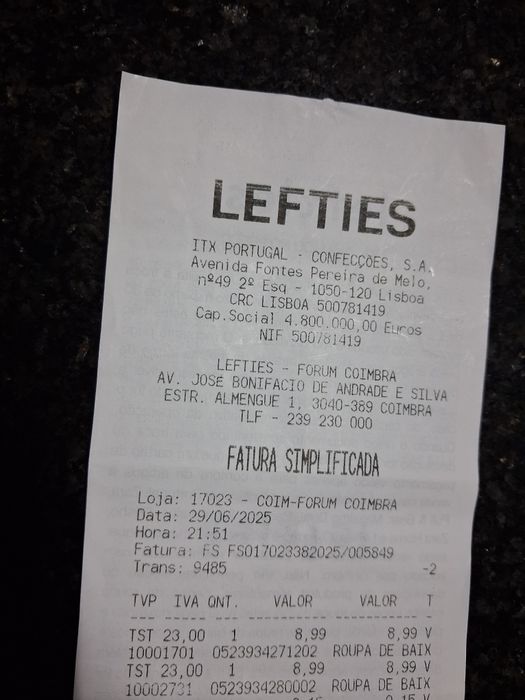 LEFTIES
ITX PORTUGAL - CONFECÇÕES, S.A.
Avenida Fontes Pereira de Melo,
nº49 2º Esq - 1050-120 Lisboa
CRC LISBOA 500781419
Cap.Social 4.800.000,00 Euros
NIF 500781419
LEFTIES - FORUM COIMBRA
AV. JOSÉ BONIFACIO DE ANDRADE E SILVA
ESTR. ALMENGUE 1, 3040-389 COIMBRA
TLF - 239 230 000
FATURA SIMPLIFICADA
Loja: 17023 - COIM-FORUM COIMBRA
Data: 29/06/2025
Hora: 21:51
Fatura: FS FS017023382025/005849
Trans: 9485 -2
TVP IVA QNT. VALOR VALOR T
TST 23,00 1 8,99 8,99 V
10001701 0523934271202 ROUPA DE BAIX
TST 23,00 1 8,99 8,99 V
10002731 0523934280002 ROUPA DE BAIX